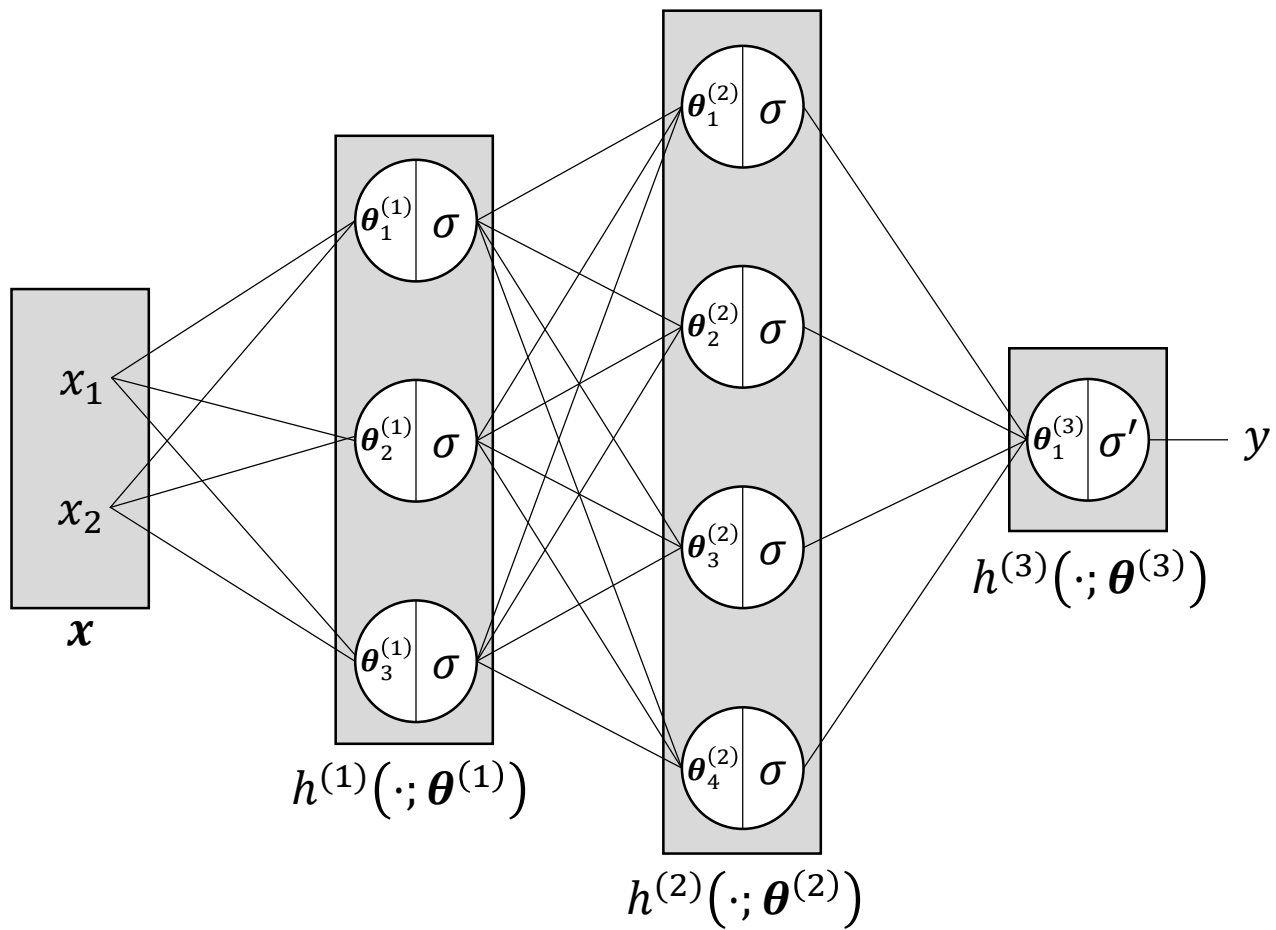 x₁
x₂
𝒙
𝜽₁⁽¹⁾ σ
𝜽₂⁽¹⁾ σ
𝜽₃⁽¹⁾ σ
h⁽¹⁾(·; 𝜽⁽¹⁾)
𝜽₁⁽²⁾ σ
𝜽₂⁽²⁾ σ
𝜽₃⁽²⁾ σ
𝜽₄⁽²⁾ σ
h⁽²⁾(·; 𝜽⁽²⁾)
𝜽₁⁽³⁾ σ′
h⁽³⁾(·; 𝜽⁽³⁾)
y